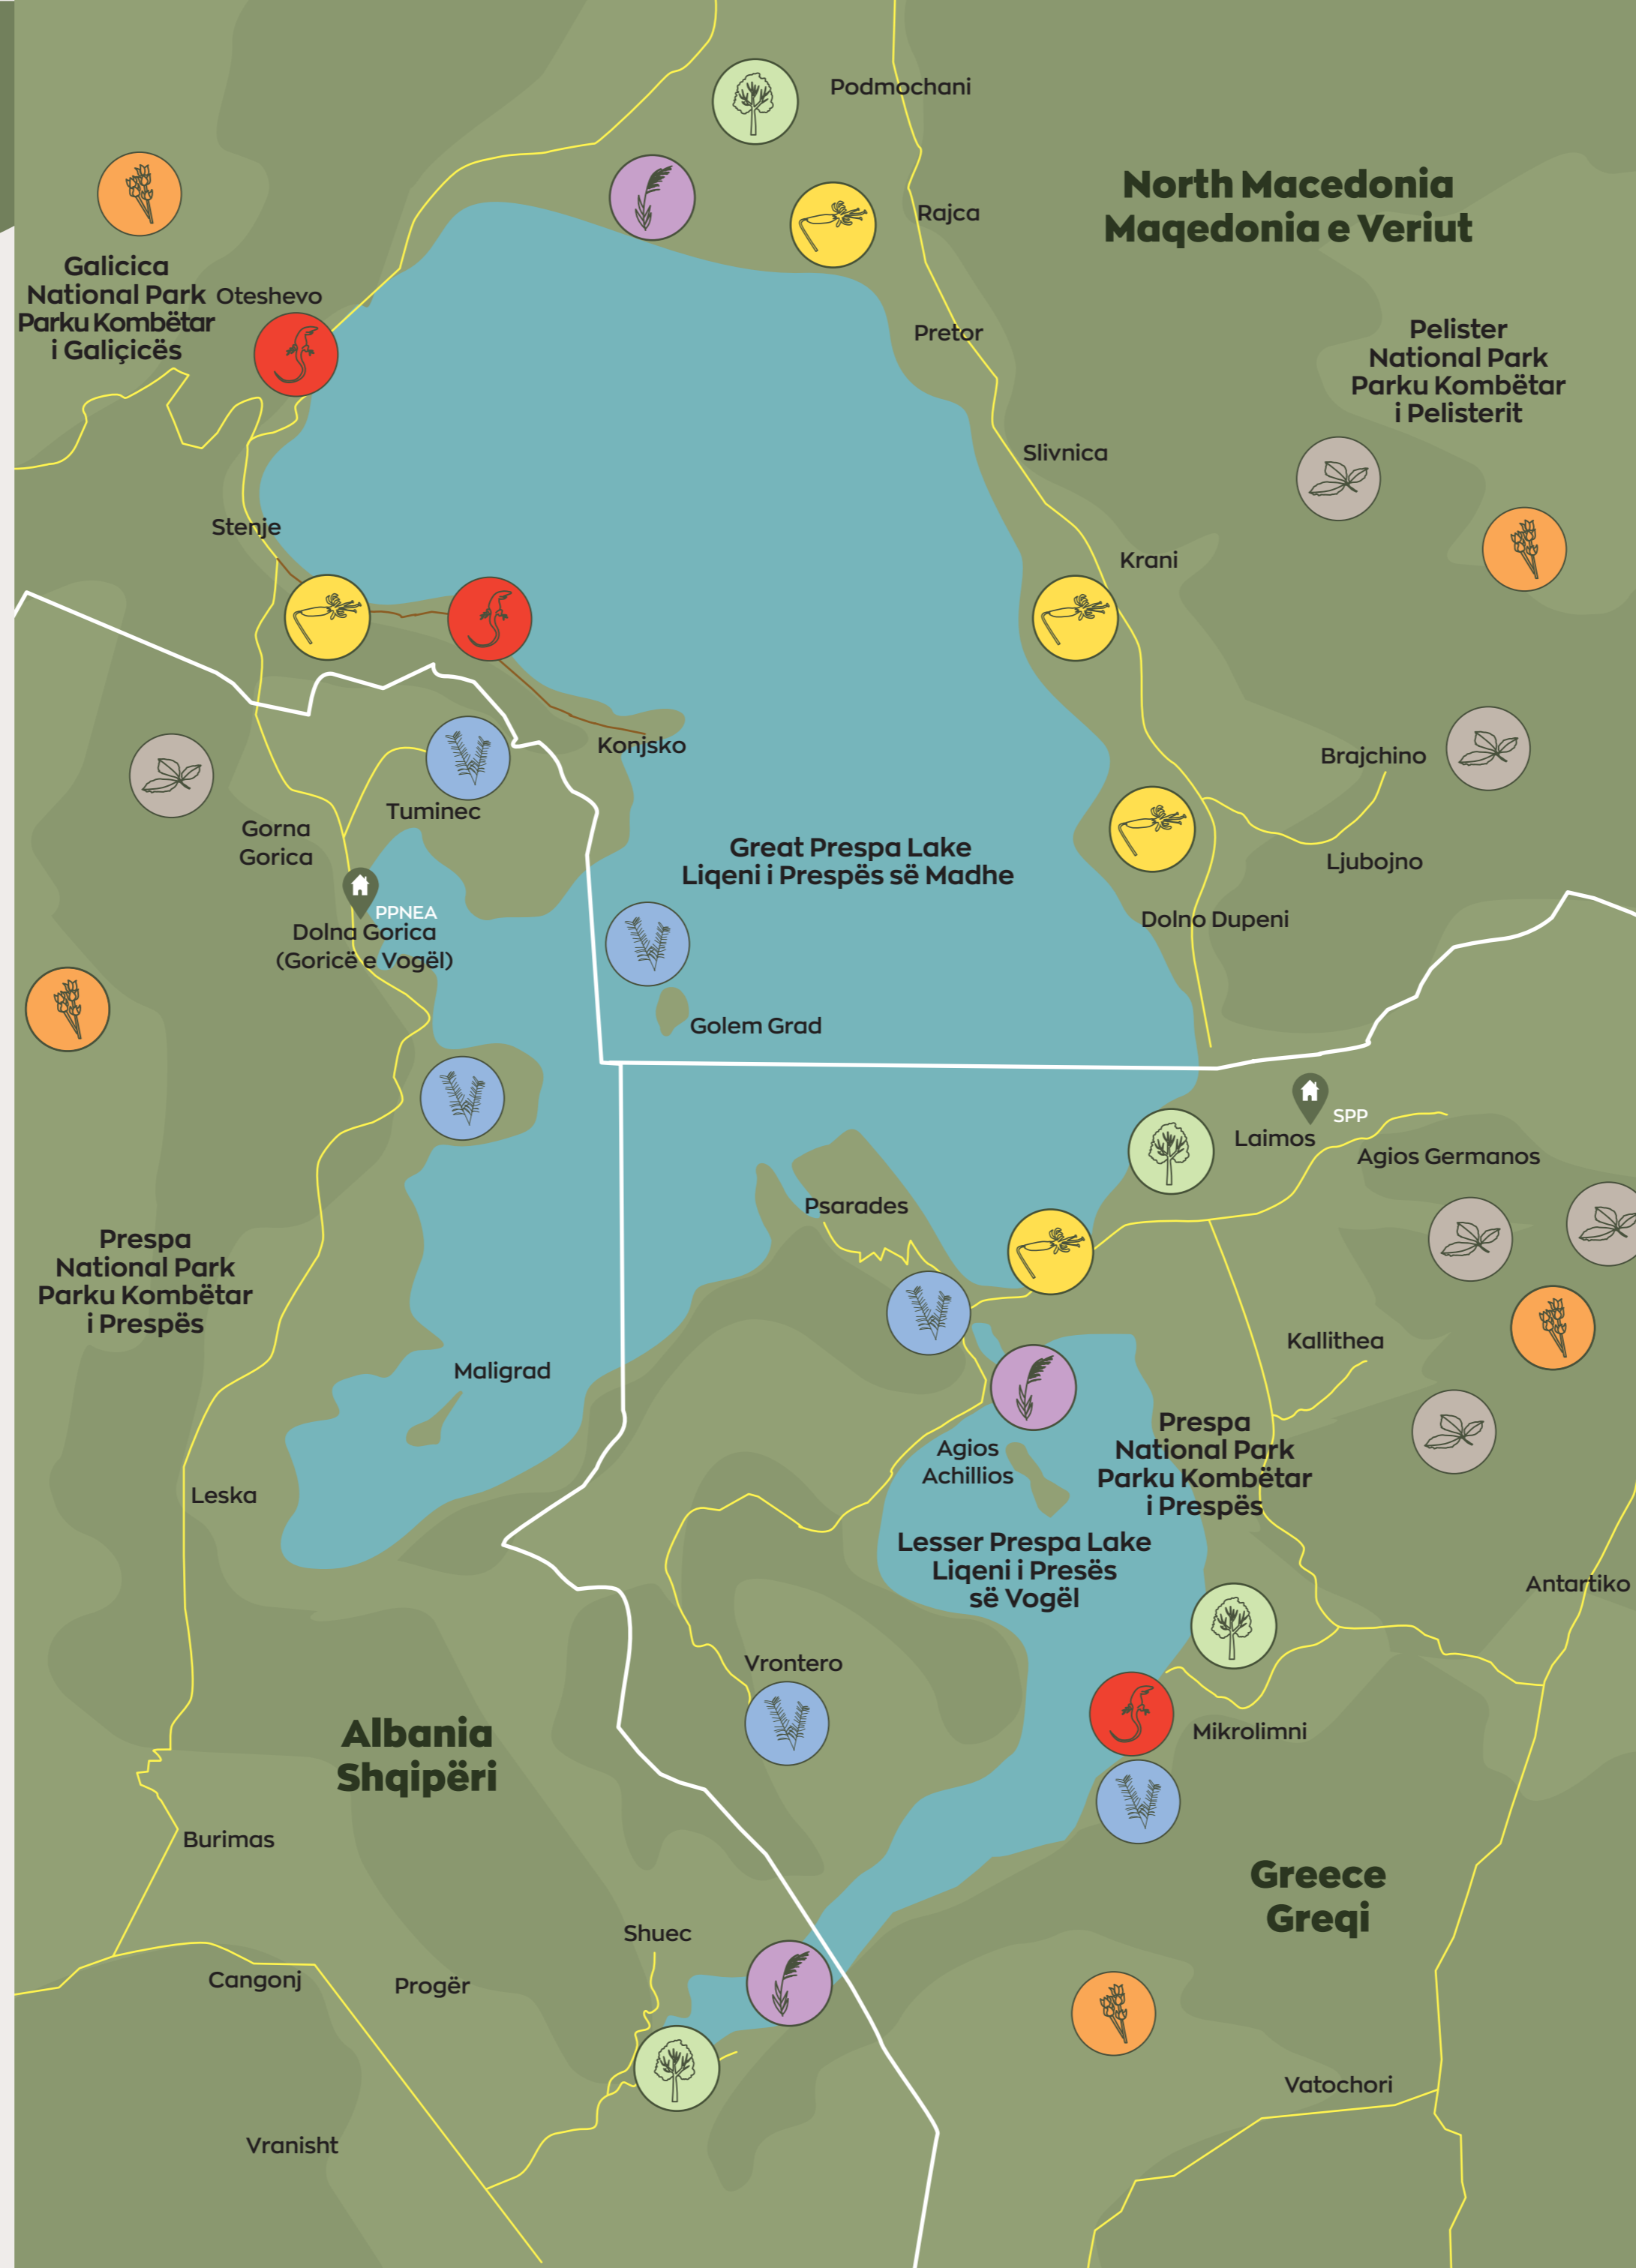 Podmochani
North Macedonia
Maqedonia e Veriut
Rajca
Galicica
National Park
Parku Kombëtar
i Galiçicës
Oteshevo
Pretor
Pelister
National Park
Parku Kombëtar
i Pelisterit
Slivnica
Stenje
Krani
Konjsko
Brajchino
Tuminec
Gorna
Gorica
Great Prespa Lake
Liqeni i Prespës së Madhe
Ljubojno
PPNEA
Dolna Gorica
(Goricë e Vogël)
Dolno Dupeni
Golem Grad
SPP
Laimos
Agios Germanos
Psarades
Prespa
National Park
Parku Kombëtar
i Prespës
Kallithea
Maligrad
Prespa
National Park
Parku Kombëtar
i Prespës
Agios
Achillios
Leska
Lesser Prespa Lake
Liqeni i Presës
së Vogël
Antartiko
Vrontero
Mikrolimni
Albania
Shqipëri
Burimas
Greece
Greqi
Shuec
Cangonj
Progër
Vatochori
Vranisht